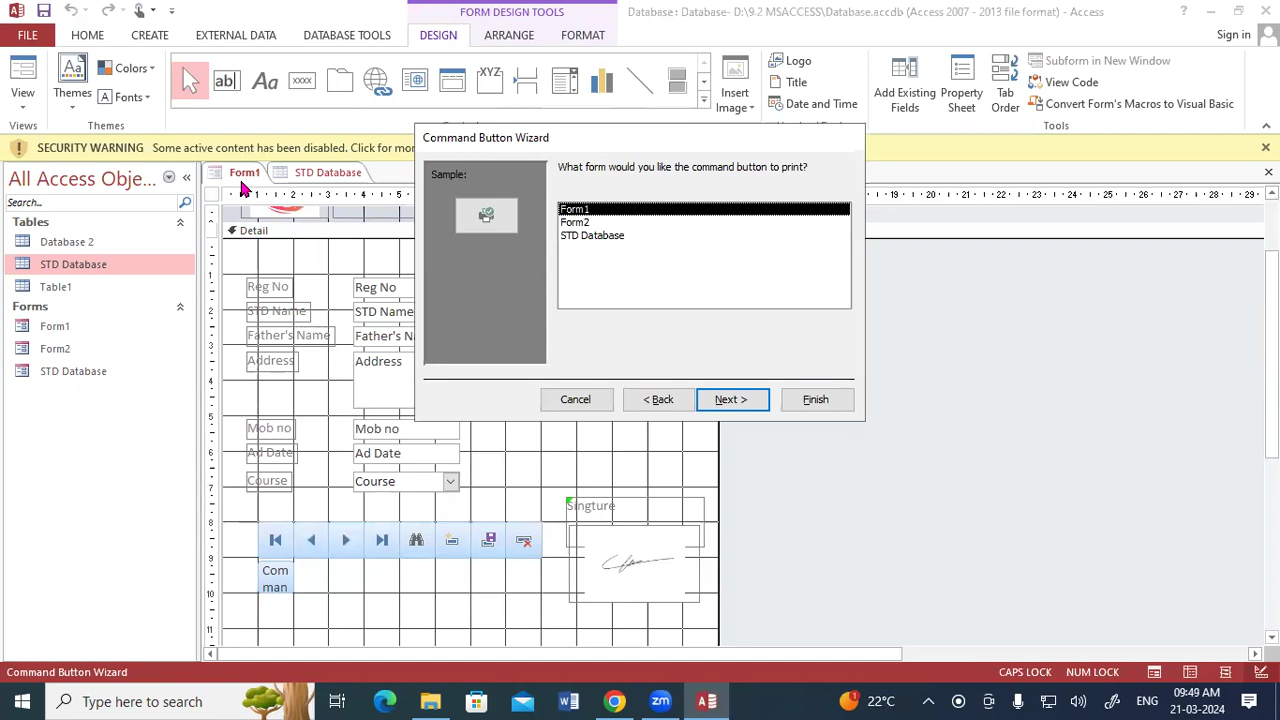 FORM DESIGN TOOLS
Database : Database- D:\9.2 MSACCESS\Database.accdb (Access 2007 - 2013 file format) - Access
?
FILE
HOME
CREATE
EXTERNAL DATA
DATABASE TOOLS
DESIGN
ARRANGE
FORMAT
Sign in
View
Views
Themes
Colors
Fonts
Themes
ab|
Aa
xxxx
XYZ
Insert
Image
Logo
Title
Date and Time
Add Existing
Fields
Property
Sheet
Tab
Order
Subform in New Window
View Code
Convert Form's Macros to Visual Basic
Tools
SECURITY WARNING Some active content has been disabled. Click for mor
All Access Obje...
Search...
Tables
Database 2
STD Database
Table1
Forms
Form1
Form2
STD Database
Form1
STD Database
Detail
Reg No
Reg No
STD Name
STD Name
Father's Name
Father's Na
Address
Address
Mob no
Mob no
Ad Date
Ad Date
Course
Course
Singture
Com
man
Command Button Wizard
Sample:
What form would you like the command button to print?
Form1
Form2
STD Database
Cancel
< Back
Next >
Finish
Command Button Wizard
CAPS LOCK
NUM LOCK
Type here to search
zm
1
22°C
ENG
09:49 AM
21-03-2024